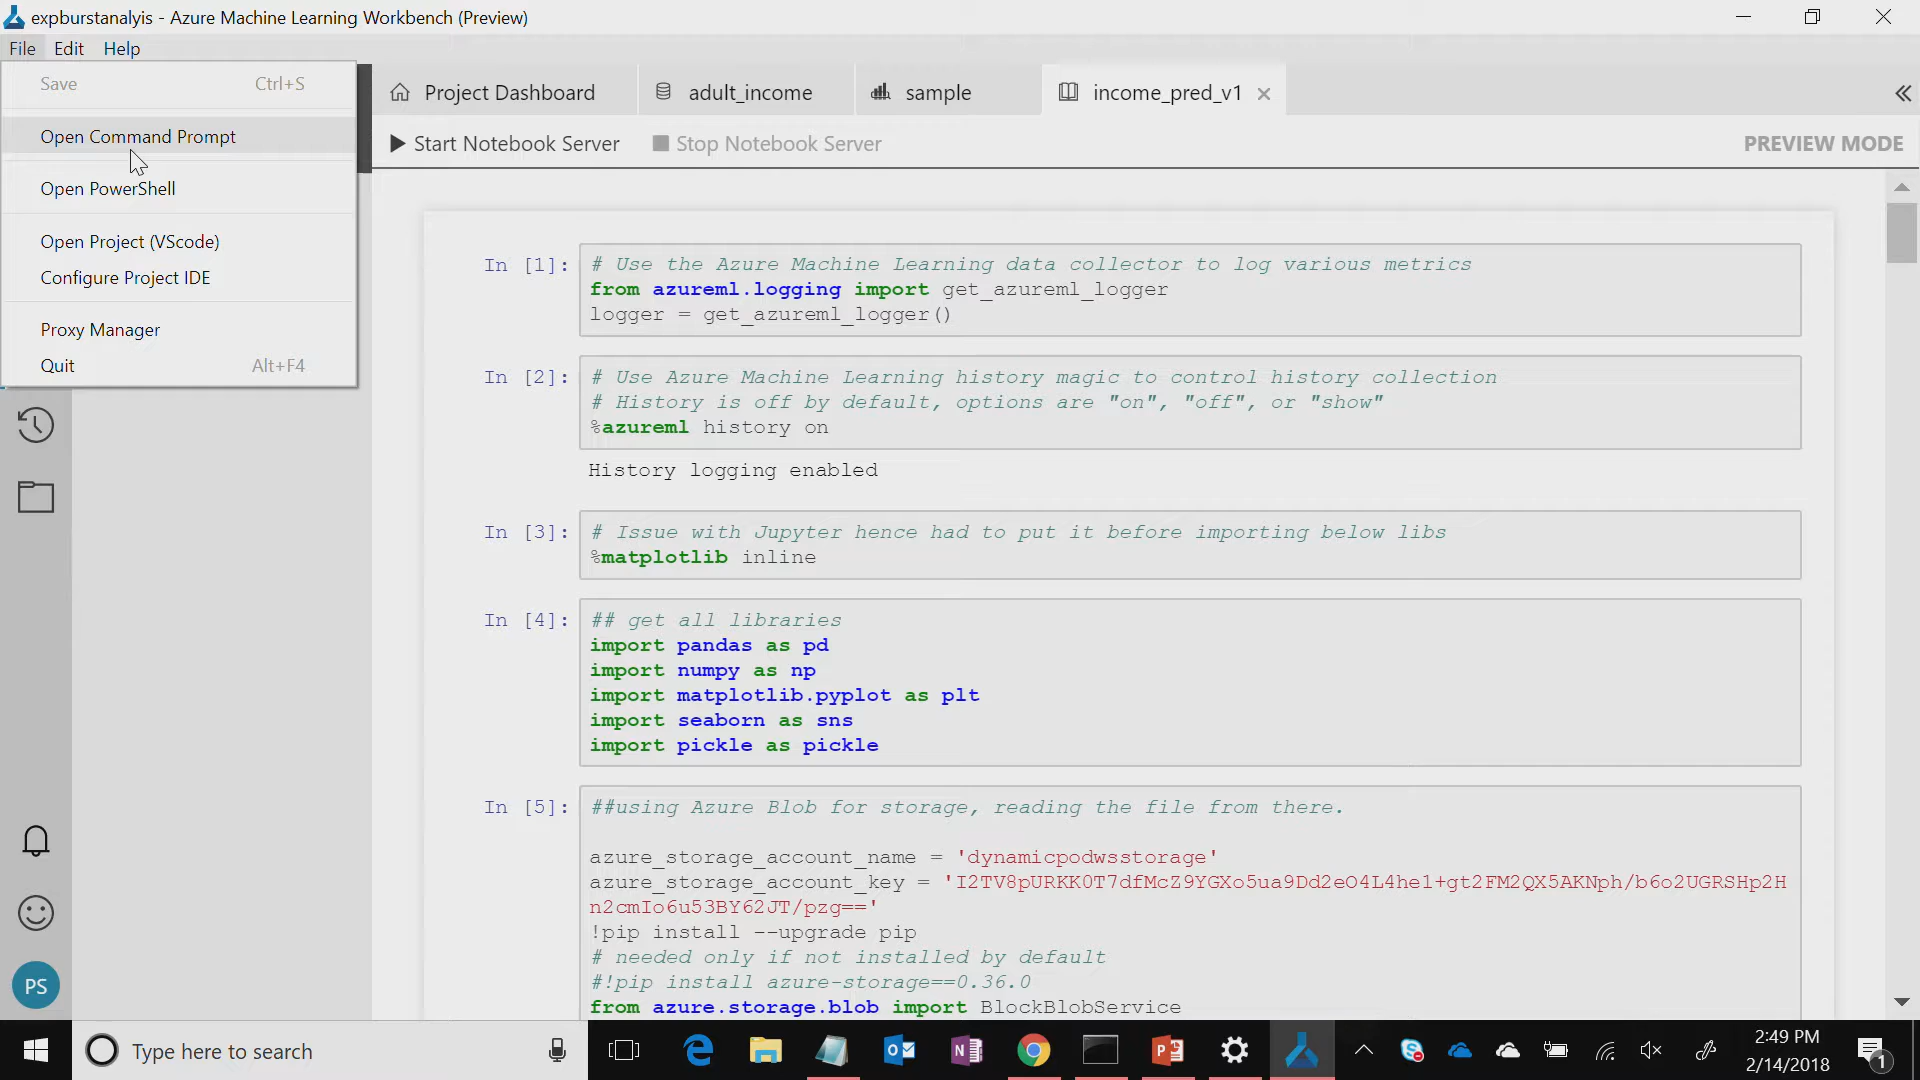 expburstanalyis - Azure Machine Learning Workbench (Preview)
File Edit Help
Save Ctrl+S
Open Command Prompt
Open PowerShell
Open Project (VScode)
Configure Project IDE
Proxy Manager
Quit Alt+F4
Project Dashboard adult_income sample income_pred_v1
Start Notebook Server Stop Notebook Server PREVIEW MODE
In [1]: # Use the Azure Machine Learning data collector to log various metrics
from azureml.logging import get_azureml_logger
logger = get_azureml_logger()
In [2]: # Use Azure Machine Learning history magic to control history collection
# History is off by default, options are "on", "off", or "show"
%azureml history on
History logging enabled
In [3]: # Issue with Jupyter hence had to put it before importing below libs
%matplotlib inline
In [4]: ## get all libraries
import pandas as pd
import numpy as np
import matplotlib.pyplot as plt
import seaborn as sns
import pickle as pickle
In [5]: ##using Azure Blob for storage, reading the file from there.
azure_storage_account_name = 'dynamicpodwsstorage'
azure_storage_account_key = 'I2TV8pURKK0T7dfMcZ9YGXo5ua9Dd2eO4L4he1+gt2FM2QX5AKNph/b6o2UGRSHp2H
n2cmIo6u53BY62JT/pzg=='
!pip install --upgrade pip
# needed only if not installed by default
#!pip install azure-storage==0.36.0
from azure.storage.blob import BlockBlobService
PS
Type here to search
2:49 PM
2/14/2018
1